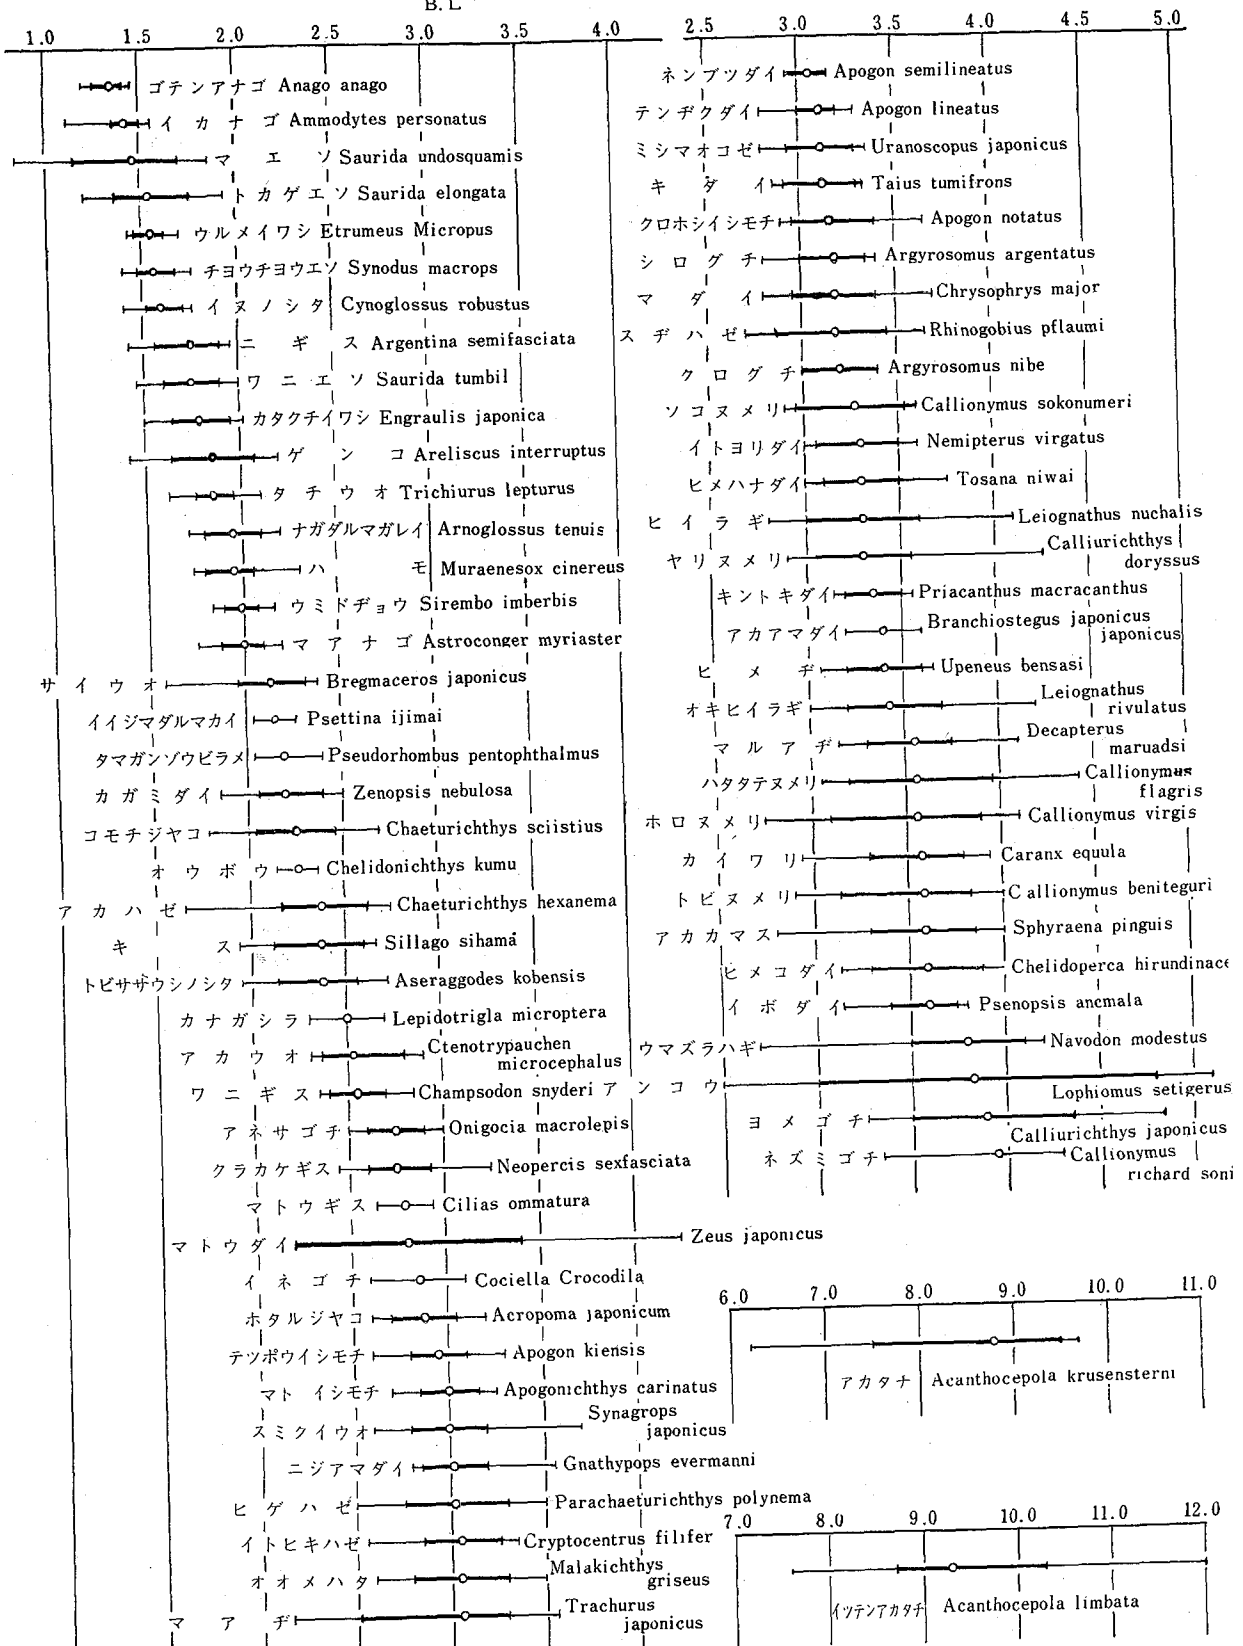 B. L
1.0 1.5 2.0 2.5 3.0 3.5 4.0
ゴテンアナゴ Anago anago
イカナゴ Ammodytes personatus
マエソ Saurida undosquamis
トカゲエソ Saurida elongata
ウルメイワシ Etrumeus Micropus
チヨウチヨウエソ Synodus macrops
イヌノシタ Cynoglossus robustus
ニギス Argentina semifasciata
ワニエソ Saurida tumbil
カタクチイワシ Engraulis japonica
ゲンコ Areliscus interruptus
タチウオ Trichiurus lepturus
ナガダルマガレイ Arnoglossus tenuis
ハモ Muraenesox cinereus
ウミドヂョウ Sirembo imberbis
マアナゴ Astroconger myriaster
サイウオ Bregmaceros japonicus
イイジマダルマカイ Psettina ijimai
タマガンゾウビラメ Pseudorhombus pentophthalmus
カガミダイ Zenopsis nebulosa
コモチジヤコ Chaeturichthys sciistius
オウボウ Chelidonichthys kumu
アカハゼ Chaeturichthys hexanema
キス Sillago sihama
トビササウシノシタ Aseraggodes kobensis
カナガシラ Lepidotrigla microptera
アカウオ Ctenotrypauchen
microcephalus
ワニギス Champsodon snyderi
アネサゴチ Onigocia macrolepis
クラカケギス Neopercis sexfasciata
マトウギス Cilias ommatura
マトウダイ Zeus japonicus
イネゴチ Cociella Crocodila
ホタルジヤコ Acropoma japonicum
テツポウイシモチ Apogon kiensis
マトイシモチ Apogonichthys carinatus
スミクイウオ Synagrops
japonicus
ニジアマダイ Gnathypops evermanni
ヒゲハゼ Parachaeturichthys polynema
イトヒキハゼ Cryptocentrus filifer
オオメハタ Malakichthys
griseus
マアヂ Trachurus
japonicus
2.5 3.0 3.5 4.0 4.5 5.0
ネンブツダイ Apogon semilineatus
テンヂクダイ Apogon lineatus
ミシマオコゼ Uranoscopus japonicus
キダイ Taius tumifrons
クロホシイシモチ Apogon notatus
シログチ Argyrosomus argentatus
マダイ Chrysophrys major
スヂハゼ Rhinogobius pflaumi
クログチ Argyrosomus nibe
ソコヌメリ Callionymus sokonumeri
イトヨリダイ Nemipterus virgatus
ヒメハナダイ Tosana niwai
ヒイラギ Leiognathus nuchalis
ヤリヌメリ Calliurichthys
doryssus
キントキダイ Priacanthus macracanthus
アカアマダイ Branchiostegus japonicus
japonicus
ヒメヂ Upeneus bensasi
オキヒイラギ Leiognathus
rivulatus
マルアヂ Decapterus
maruadsi
ハタタテヌメリ Callionymus
flagris
ホロヌメリ Callionymus virgis
カイワリ Caranx equula
トビヌメリ Callionymus beniteguri
アカカマス Sphyraena pinguis
ヒメコダイ Chelidoperca hirundinace
イボダイ Psenopsis ancmala
ウマズラハギ Navodon modestus
アンコウ Lophiomus setigerus
ヨメゴチ Calliurichthys japonicus
ネズミゴチ Callionymus
richard soni
6.0 7.0 8.0 9.0 10.0 11.0
アカタナ Acanthocepola krusensterni
7.0 8.0 9.0 10.0 11.0 12.0
イツテンアカタチ Acanthocepola limbata